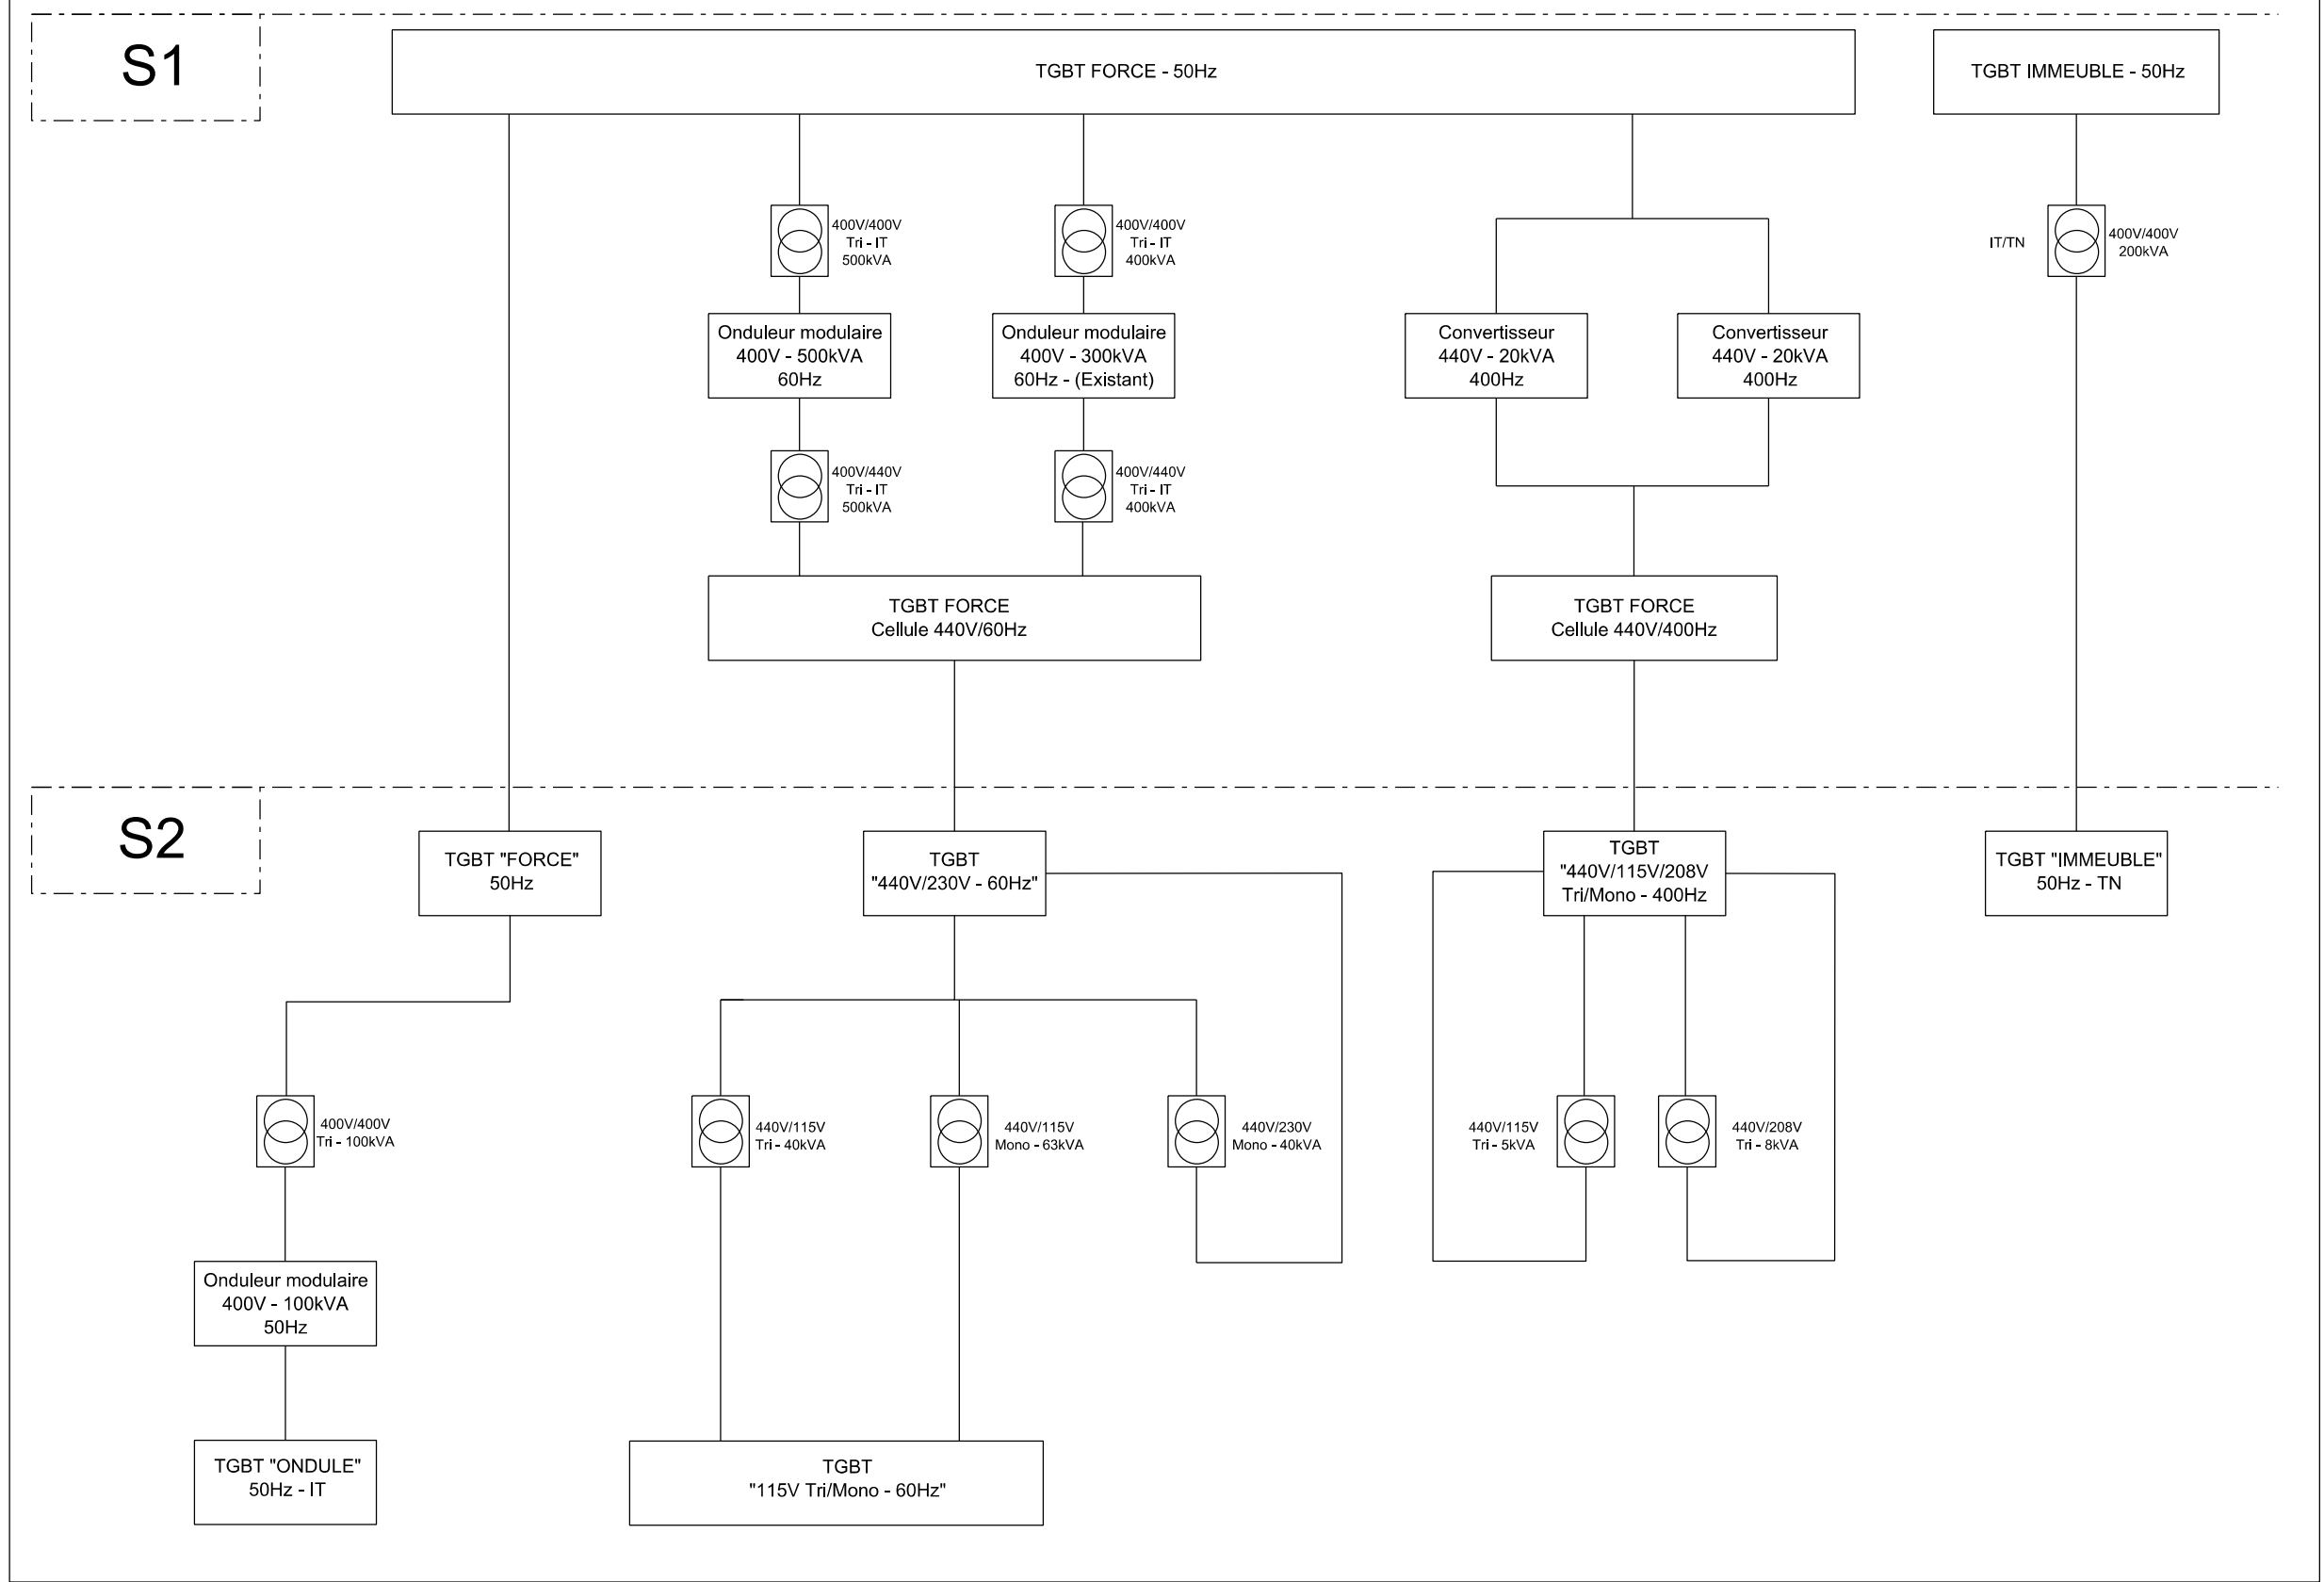 S1
TGBT FORCE - 50Hz
TGBT IMMEUBLE - 50Hz
400V/400V
Tri - IT
500kVA
400V/400V
Tri - IT
400kVA
IT/TN
400V/400V
200kVA
Onduleur modulaire
400V - 500kVA
60Hz
Onduleur modulaire
400V - 300kVA
60Hz - (Existant)
Convertisseur
440V - 20kVA
400Hz
Convertisseur
440V - 20kVA
400Hz
400V/440V
Tri - IT
500kVA
400V/440V
Tri - IT
400kVA
TGBT FORCE
Cellule 440V/60Hz
TGBT FORCE
Cellule 440V/400Hz
S2
TGBT "FORCE"
50Hz
TGBT
"440V/230V - 60Hz"
TGBT
"440V/115V/208V
Tri/Mono - 400Hz
TGBT "IMMEUBLE"
50Hz - TN
400V/400V
Tri - 100kVA
440V/115V
Tri - 40kVA
440V/115V
Mono - 63kVA
440V/230V
Mono - 40kVA
440V/115V
Tri - 5kVA
440V/208V
Tri - 8kVA
Onduleur modulaire
400V - 100kVA
50Hz
TGBT "ONDULE"
50Hz - IT
TGBT
"115V Tri/Mono - 60Hz"